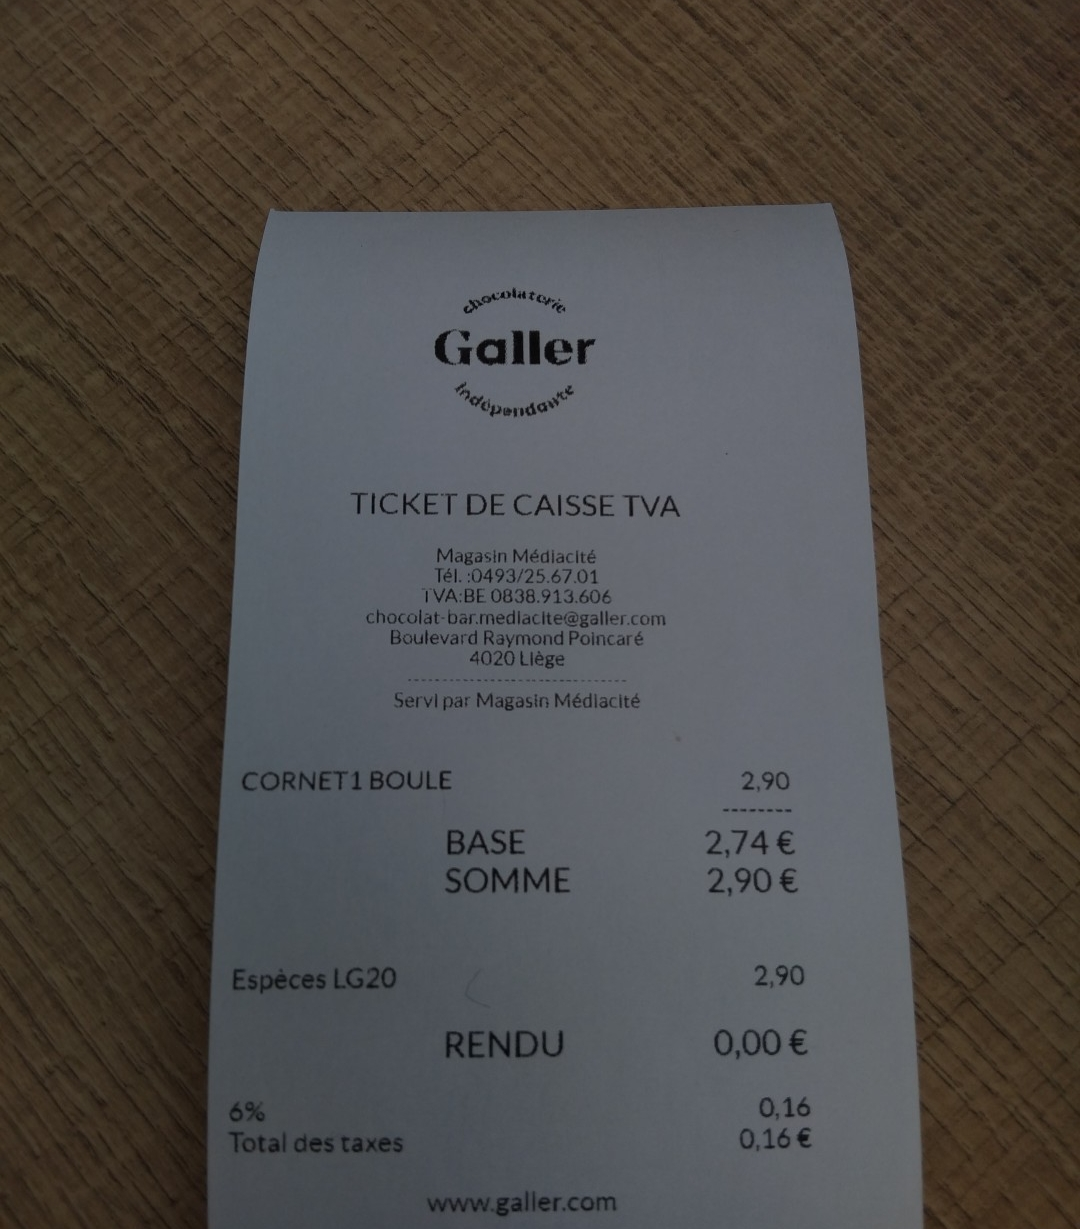 chocolaterie
Galler
indépendante
TICKET DE CAISSE TVA
Magasin Médiacité
Tél. :0493/25.67.01
TVA:BE 0838.913.606
chocolat-bar.mediacite@galler.com
Boulevard Raymond Poincaré
4020 Liège
------------------------------
Servi par Magasin Médiacité
CORNET1 BOULE 2,90
--------
BASE 2,74 €
SOMME 2,90 €
Espèces LG20 2,90
RENDU 0,00 €
6% 0,16
Total des taxes 0,16 €
www.galler.com